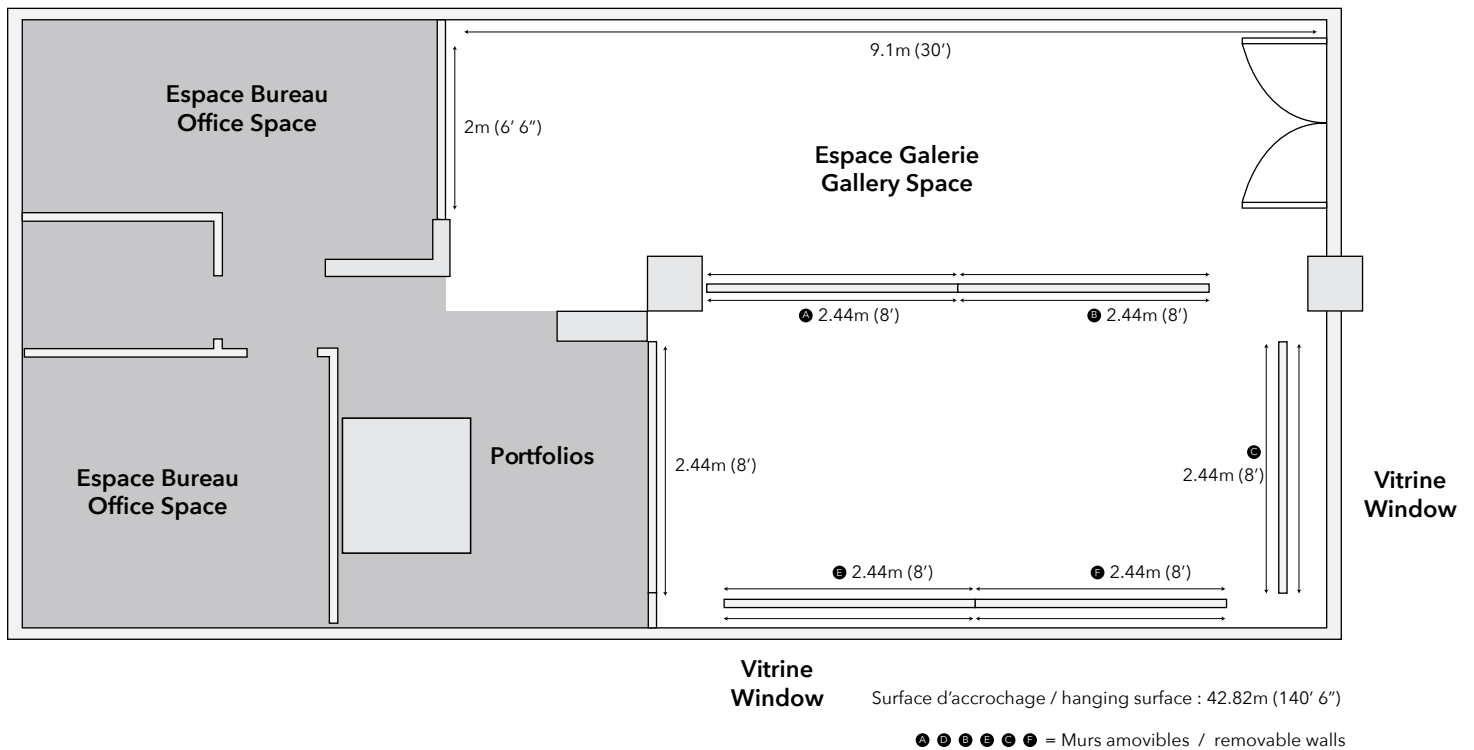 9.1m (30')
Espace Bureau
Office Space
2m (6' 6")
Espace Galerie
Gallery Space
A 2.44m (8')
B 2.44m (8')
Portfolios
2.44m (8')
C
2.44m (8')
Espace Bureau
Office Space
Vitrine
Window
E 2.44m (8')
F 2.44m (8')
Vitrine
Window
Surface d'accrochage / hanging surface : 42.82m (140' 6")
A D B E C F = Murs amovibles / removable walls